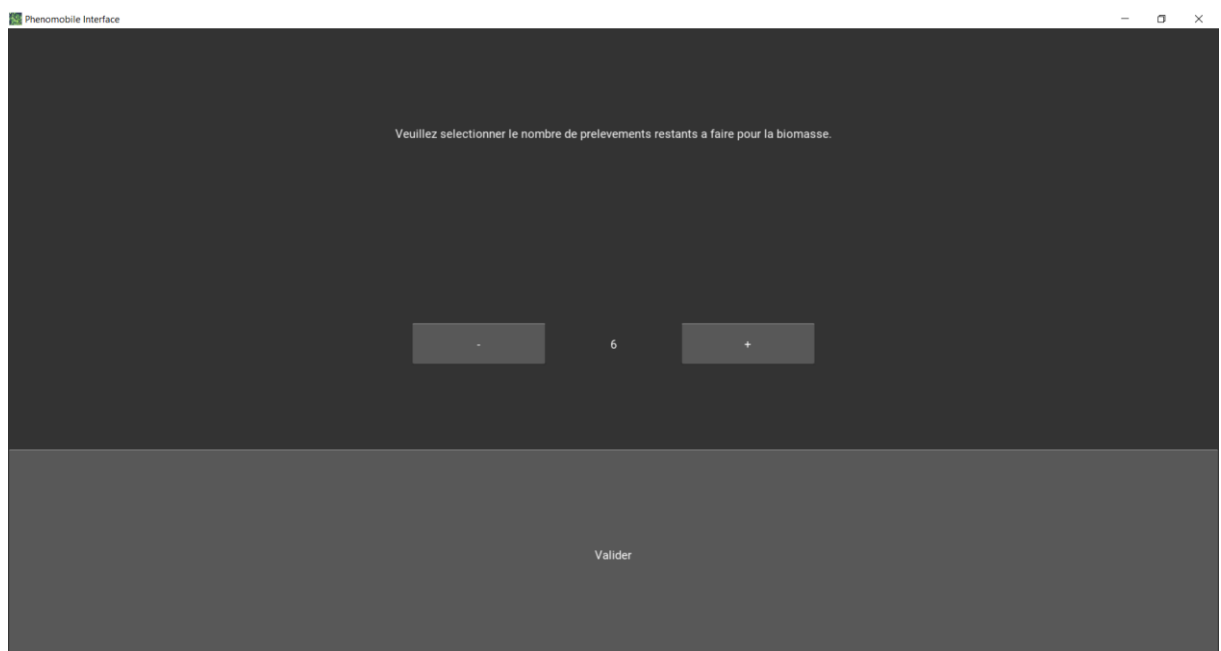 Phenomobile Interface
Veuillez selectionner le nombre de prelevements restants a faire pour la biomasse.
- 6 +
Valider